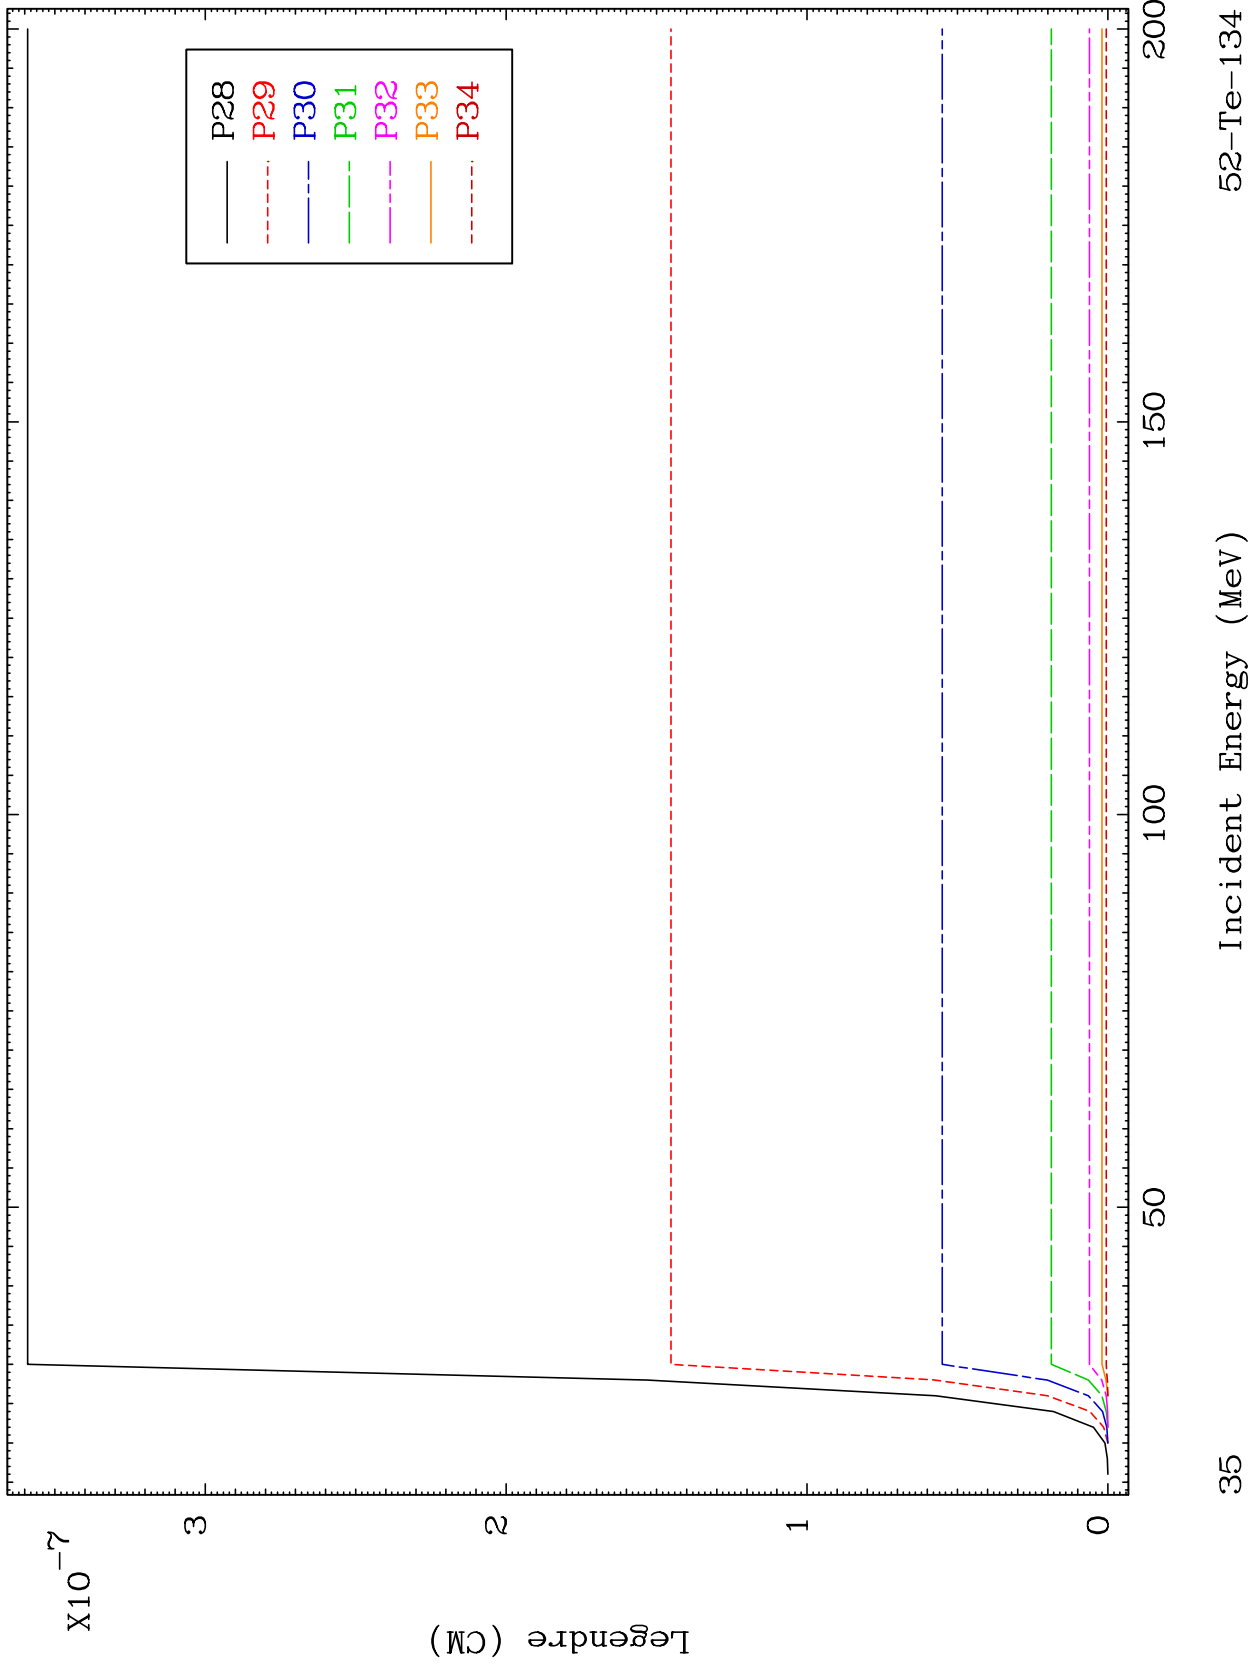 X10-7
3
2
1
0
Legendre (CM)
P28
P29
P30
P31
P32
P33
P34
50
100
150
200
Incident Energy (MeV)
35
52-Te-134